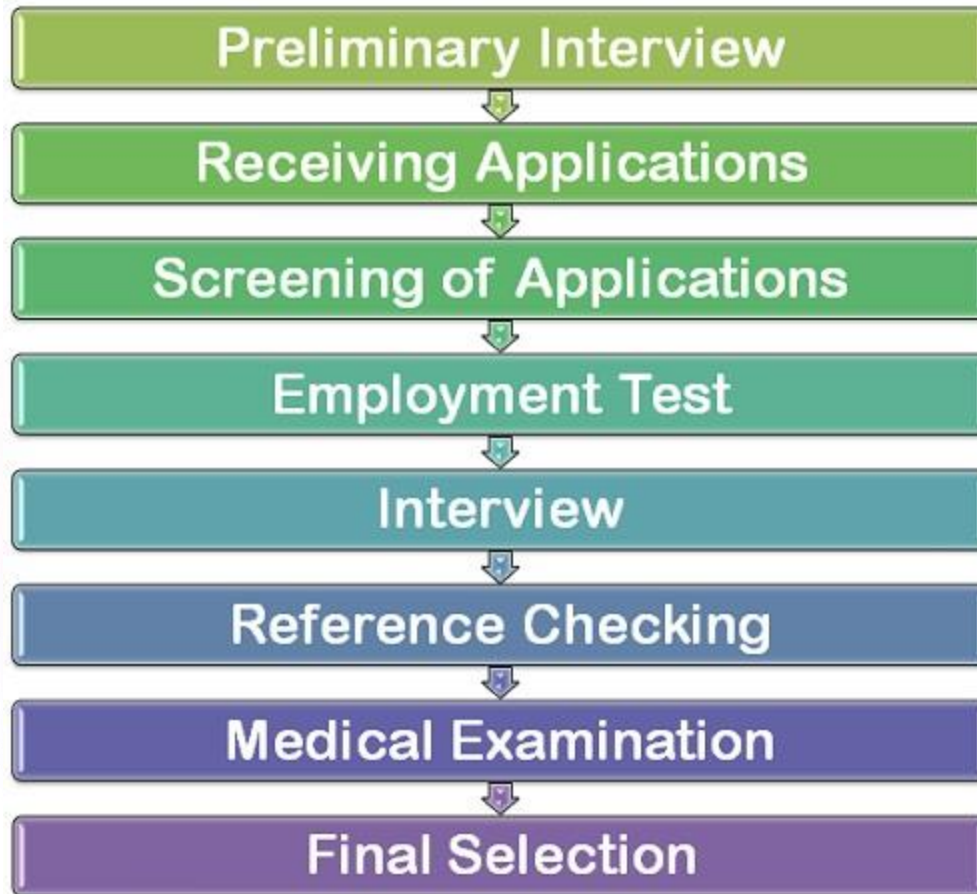 Preliminary Interview
Receiving Applications
Screening of Applications
Employment Test
Interview
Reference Checking
Medical Examination
Final Selection